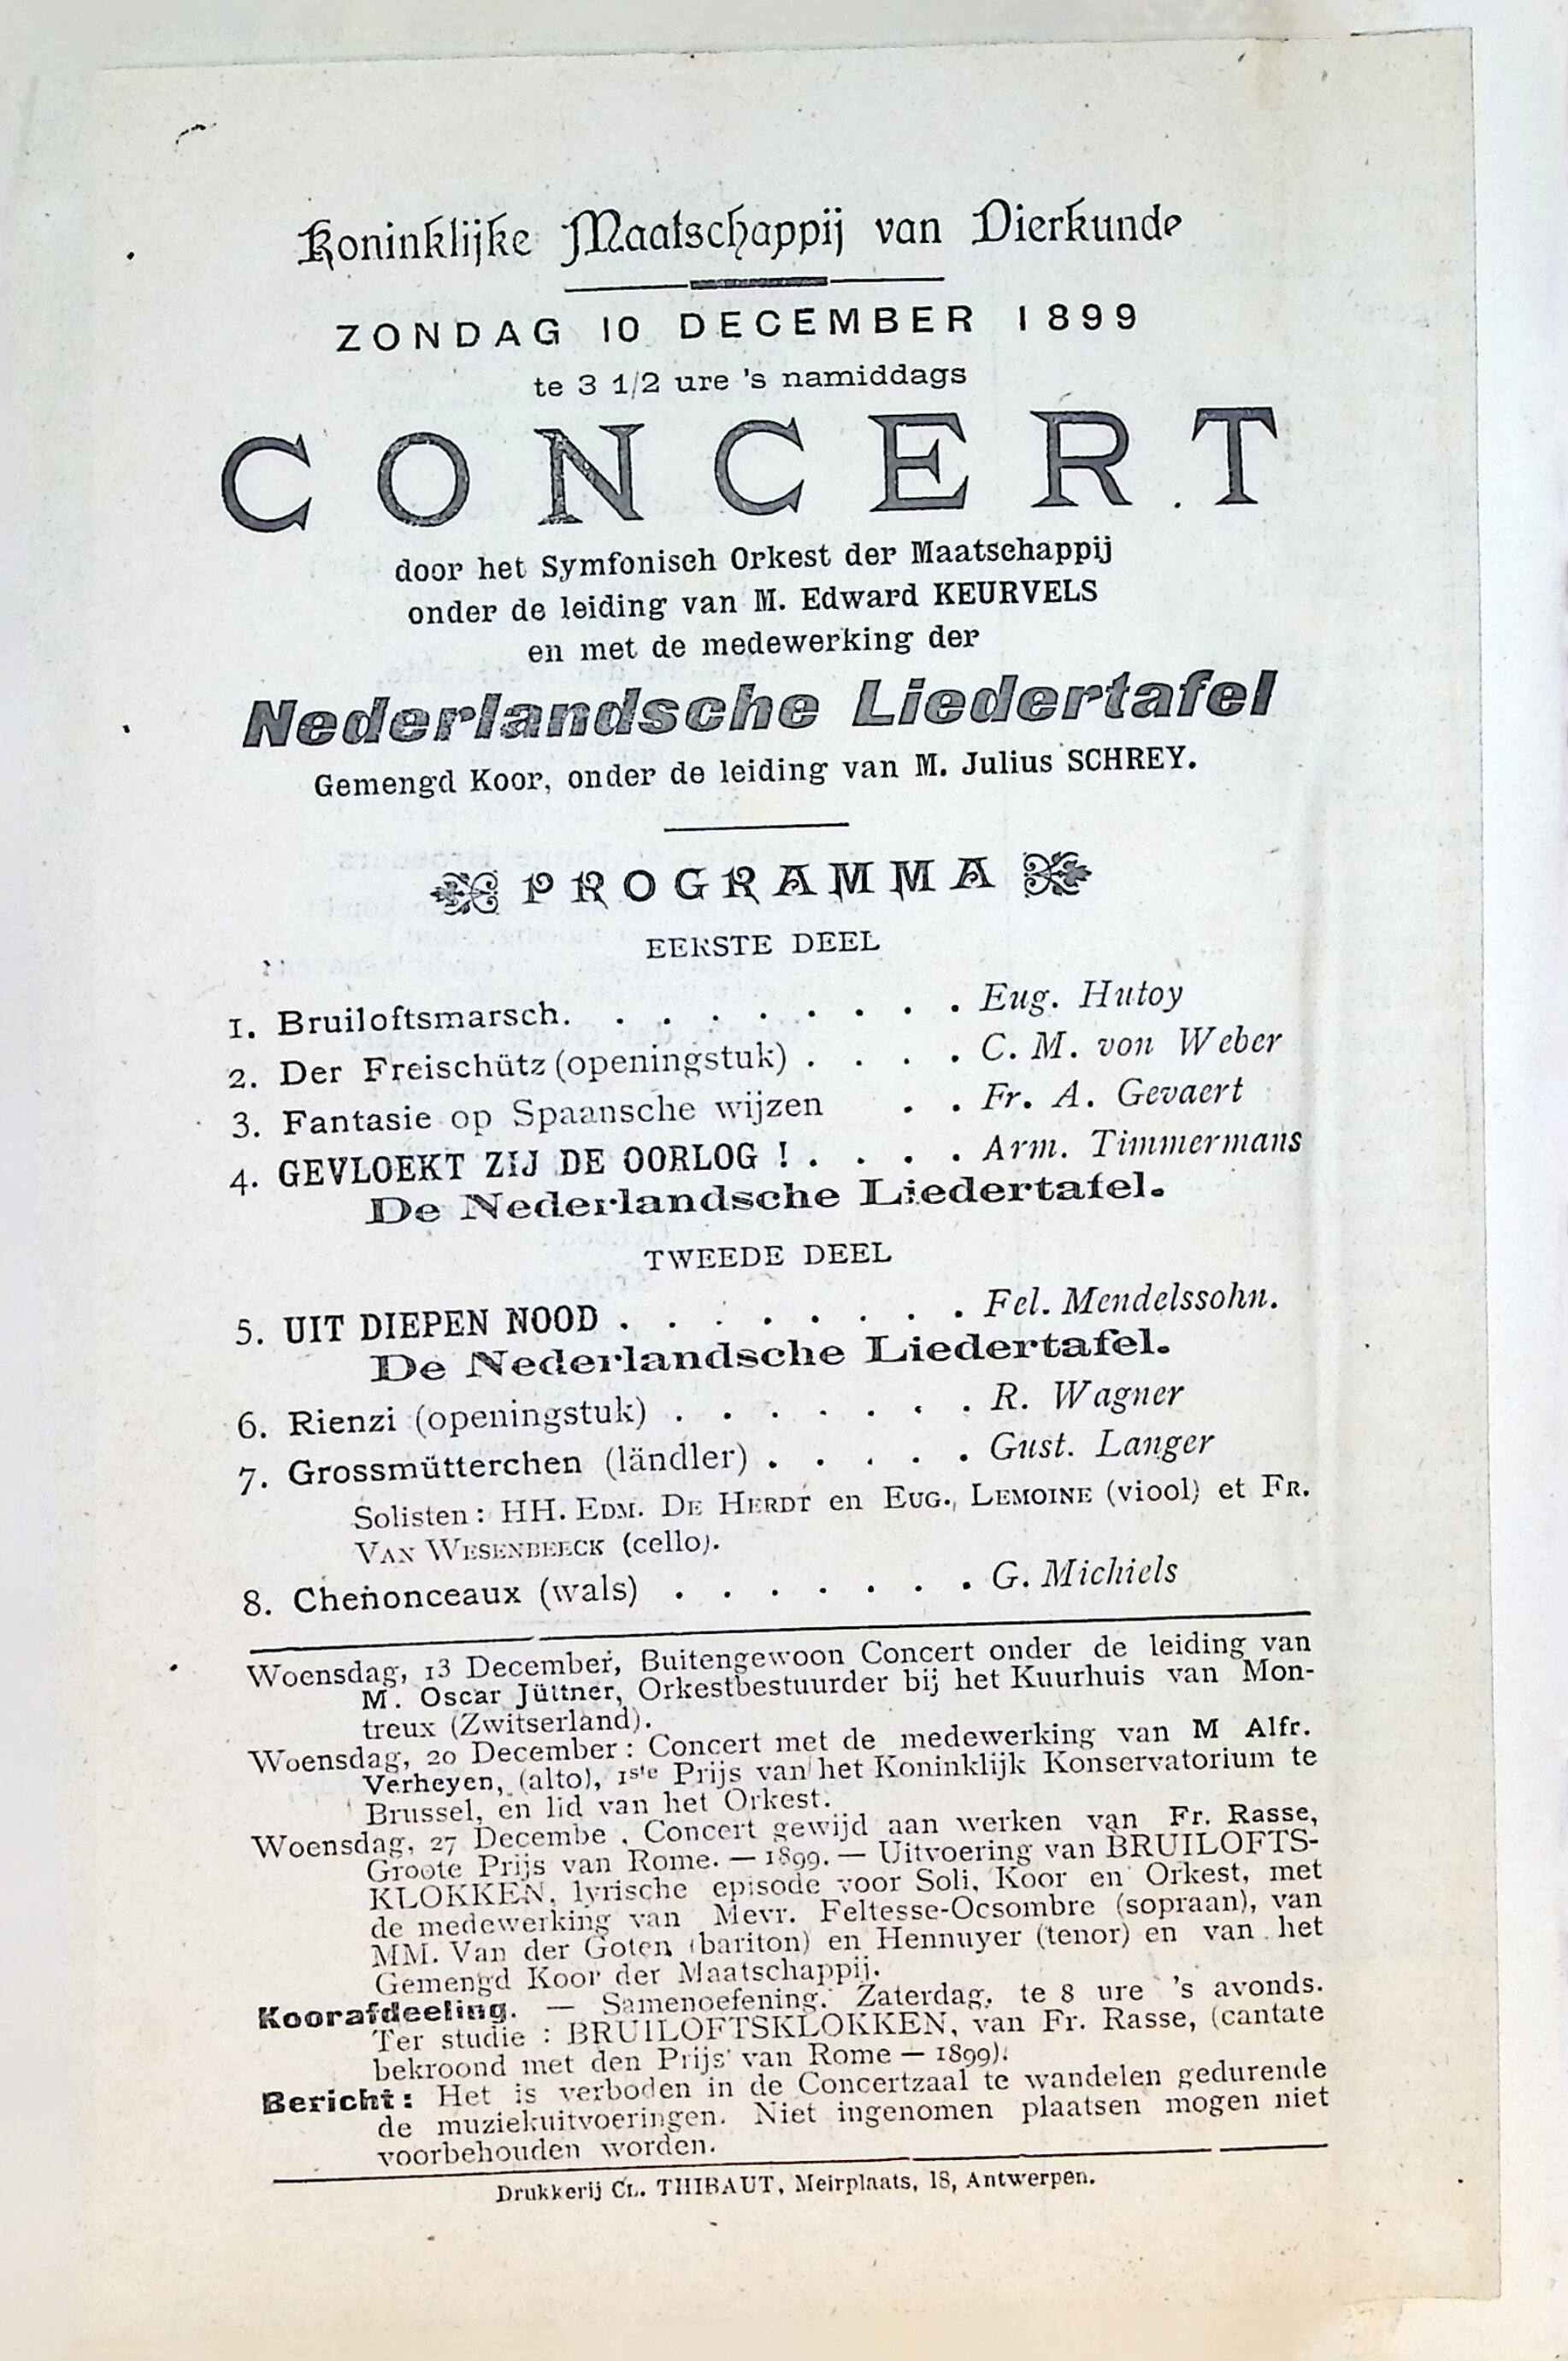 Koninklijke Maatschappij van Dierkunde
ZONDAG 10 DECEMBER 1899
te 3 1/2 ure 's namiddags
CONCERT
door het Symfonisch Orkest der Maatschappij
onder de leiding van M. Edward KEURVELS
en met de medewerking der
Nederlandsche Liedertafel
Gemengd Koor, onder de leiding van M. Julius SCHREY.
PROGRAMMA
EERSTE DEEL
1. Bruiloftsmarsch. . . . . . . . . Eug. Hutoy
2. Der Freischütz (openingstuk) . . . . C. M. von Weber
3. Fantasie op Spaansche wijzen . . Fr. A. Gevaert
4. GEVLOEKT ZIJ DE OORLOG ! . . . . Arm. Timmermans
De Nederlandsche Liedertafel.
TWEEDE DEEL
5. UIT DIEPEN NOOD . . . . . . . . Fel. Mendelssohn.
De Nederlandsche Liedertafel.
6. Rienzi (openingstuk) . . . . . . . R. Wagner
7. Grossmütterchen (ländler) . . . . . Gust. Langer
Solisten : HH. EDM. DE HERDT en EUG., LEMOINE (viool) et FR.
VAN WESENBEECK (cello).
8. Chenonceaux (wals) . . . . . . . G. Michiels
Woensdag, 13 December, Buitengewoon Concert onder de leiding van
M. Oscar Jüttner, Orkestbestuurder bij het Kuurhuis van Mon-
treux (Zwitserland).
Woensdag, 20 December : Concert met de medewerking van M Alfr.
Verheyen, (alto), 1ste Prijs van het Koninklijk Konservatorium te
Brussel, en lid van het Orkest.
Woensdag, 27 Decembe , Concert gewijd aan werken van Fr. Rasse,
Groote Prijs van Rome. — 1899. — Uitvoering van BRUILOFTS-
KLOKKEN, lyrische episode voor Soli, Koor en Orkest, met
de medewerking van Mevr. Feltesse-Ocsombre (sopraan), van
MM. Van der Goten (bariton) en Hennuyer (tenor) en van het
Gemengd Koor der Maatschappij.
Koorafdeeling. — Samenoefening. Zaterdag, te 8 ure 's avonds.
Ter studie : BRUILOFTSKLOKKEN, van Fr. Rasse, (cantate
bekroond met den Prijs van Rome — 1899).
Bericht : Het is verboden in de Concertzaal te wandelen gedurende
de muziekuitvoeringen. Niet ingenomen plaatsen mogen niet
voorbehouden worden.
Drukkerij CL. THIBAUT, Meirplaats, 18, Antwerpen.